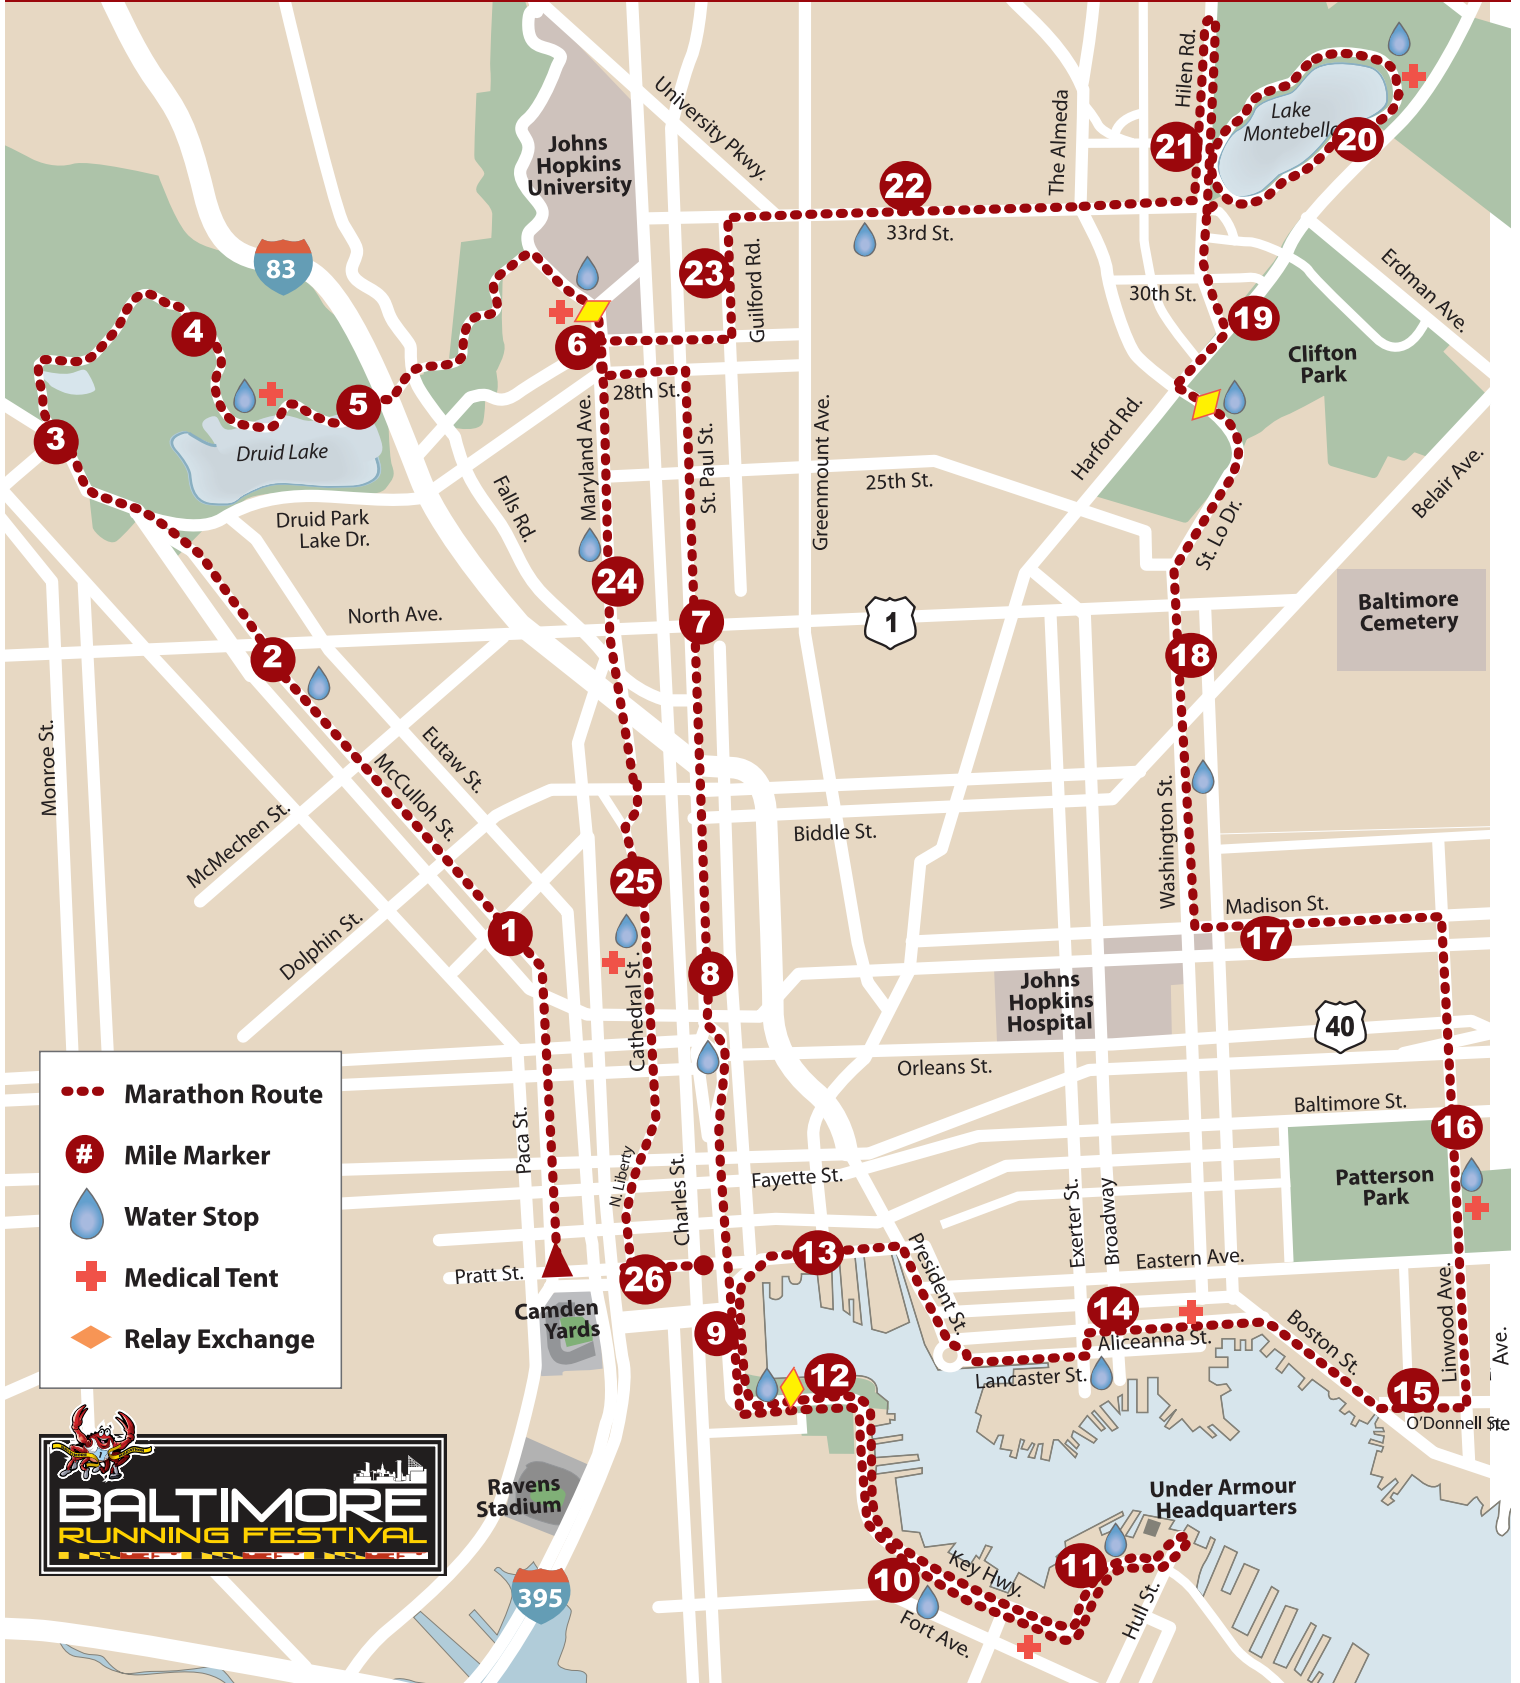 Hilen Rd.
Lake
Montebello
20
University Pkwy.
The Almeda
21
Johns
Hopkins
University
22
33rd St.
83
23
Guilford Rd.
30th St.
Erdman Ave.
19
4
6
Clifton
Park
5
28th St.
3
Druid Lake
Maryland Ave.
St. Paul St.
Greenmount Ave.
Harford Rd.
25th St.
Belair Ave.
Falls Rd.
Druid Park
Lake Dr.
St. Lo Dr.
24
North Ave.
7
1
Baltimore
Cemetery
2
18
Monroe St.
Eutaw St.
McCulloh St.
McMechen St.
Biddle St.
Washington St.
25
Madison St.
17
1
Dolphin St.
Cathedral St.
8
Johns
Hopkins
Hospital
40
Orleans St.
Marathon Route
# Mile Marker
Water Stop
Medical Tent
Relay Exchange
Baltimore St.
16
Paca St.
N. Liberty
Charles St.
Fayette St.
Patterson
Park
Exerter St.
Broadway
13
President St.
Eastern Ave.
Pratt St.
26
Camden
Yards
9
14
Aliceanna St.
Boston St.
Linwood Ave.
Ave.
12
Lancaster St.
15
O'Donnell St.
Ravens
Stadium
Under Armour
Headquarters
BALTIMORE
RUNNING FESTIVAL
395
10
Key Hwy.
11
Hull St.
Fort Ave.